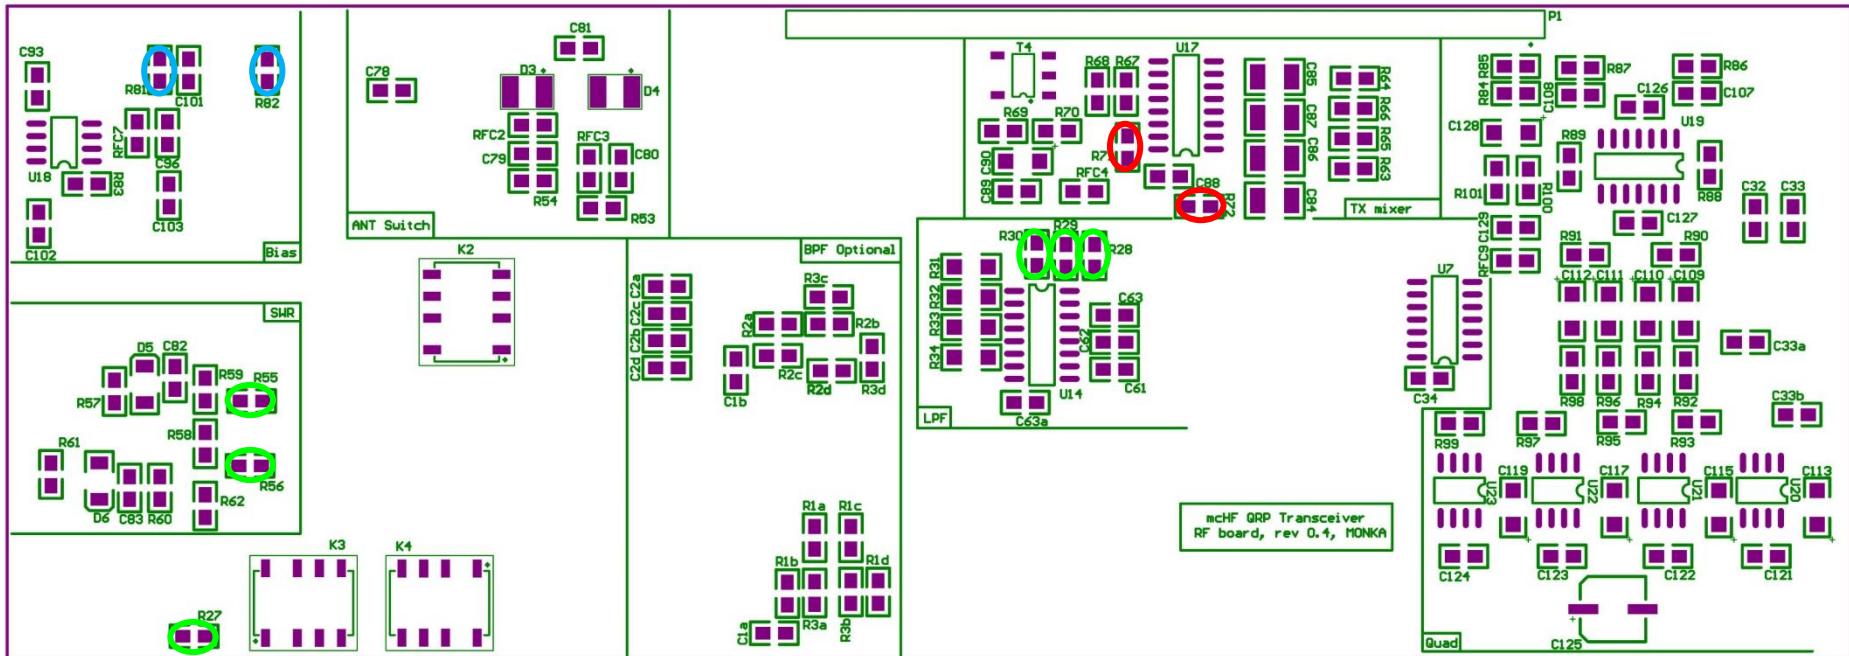 P1
C93
R81
C101
R82
RFC7
C96
U18
R83
C103
C102
Bias
C81
C78
D3
D4
RFC2
RFC3
C79
C80
R54
R53
ANT Switch
T4
R68
R67
U17
R69
R70
C90
C89
RFC4
C88
R72
C85
C87
C86
C84
R64
R66
R65
R63
TX mixer
R85
R84
C108
R87
R86
C126
C107
C128
U19
R89
R101
R100
R88
C32
C33
C127
C129
RFC9
R91
R90
SWR
D5
C82
R59
R55
R57
R58
R61
R56
R62
D6
C83
R60
K2
BPF Optional
C2a
C2c
C2b
C2d
R3c
R2a
R2b
R2c
R2d
R3d
C1b
R30
R29
R28
R31
R32
R33
R34
C63
C62
C61
U14
C63a
LPF
U7
C34
C112
C111
C110
C109
C33a
R98
R96
R94
R92
C33b
R99
R97
R95
R93
C119
C117
C115
C113
U23
U22
U21
U20
C124
C123
C122
C121
C125
Quad
mcHF QRP Transceiver
RF board, rev 0.4, MONKA
R1a
R1c
R1b
R1d
R3a
R3b
C1a
K3
K4
R27